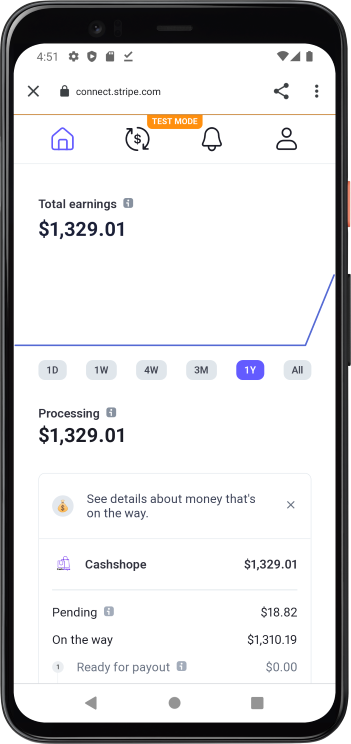 4:51
connect.stripe.com
TEST MODE
$
Total earnings
$1,329.01
1D 1W 4W 3M 1Y All
Processing
$1,329.01
See details about money that's
on the way.
Cashshope $1,329.01
Pending $18.82
On the way $1,310.19
1 Ready for payout $0.00